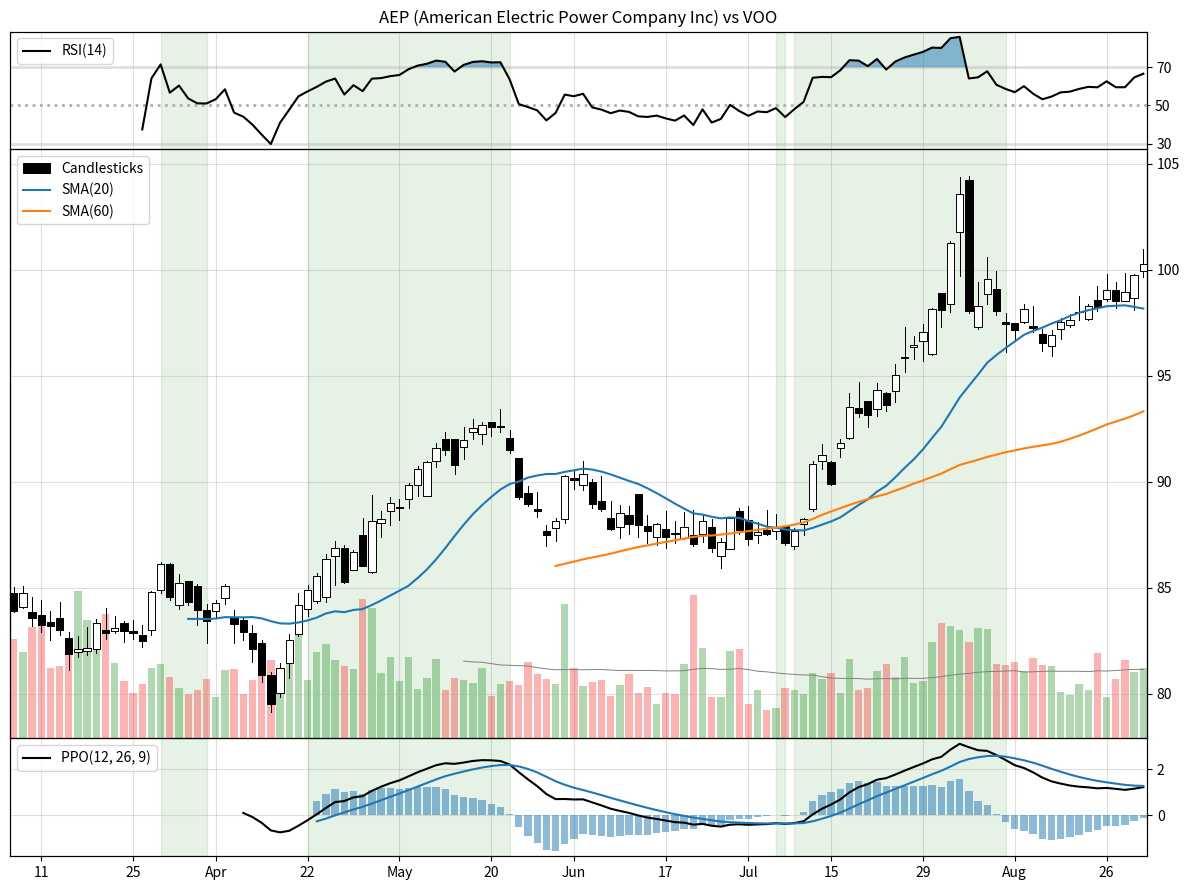 AEP (American Electric Power Company Inc) vs VOO
RSI(14)
70
50
30
Candlesticks
SMA(20)
SMA(60)
105
100
95
90
85
80
PPO(12, 26, 9)
2
0
11 25 Apr 22 May 20 Jun 17 Jul 15 29 Aug 26